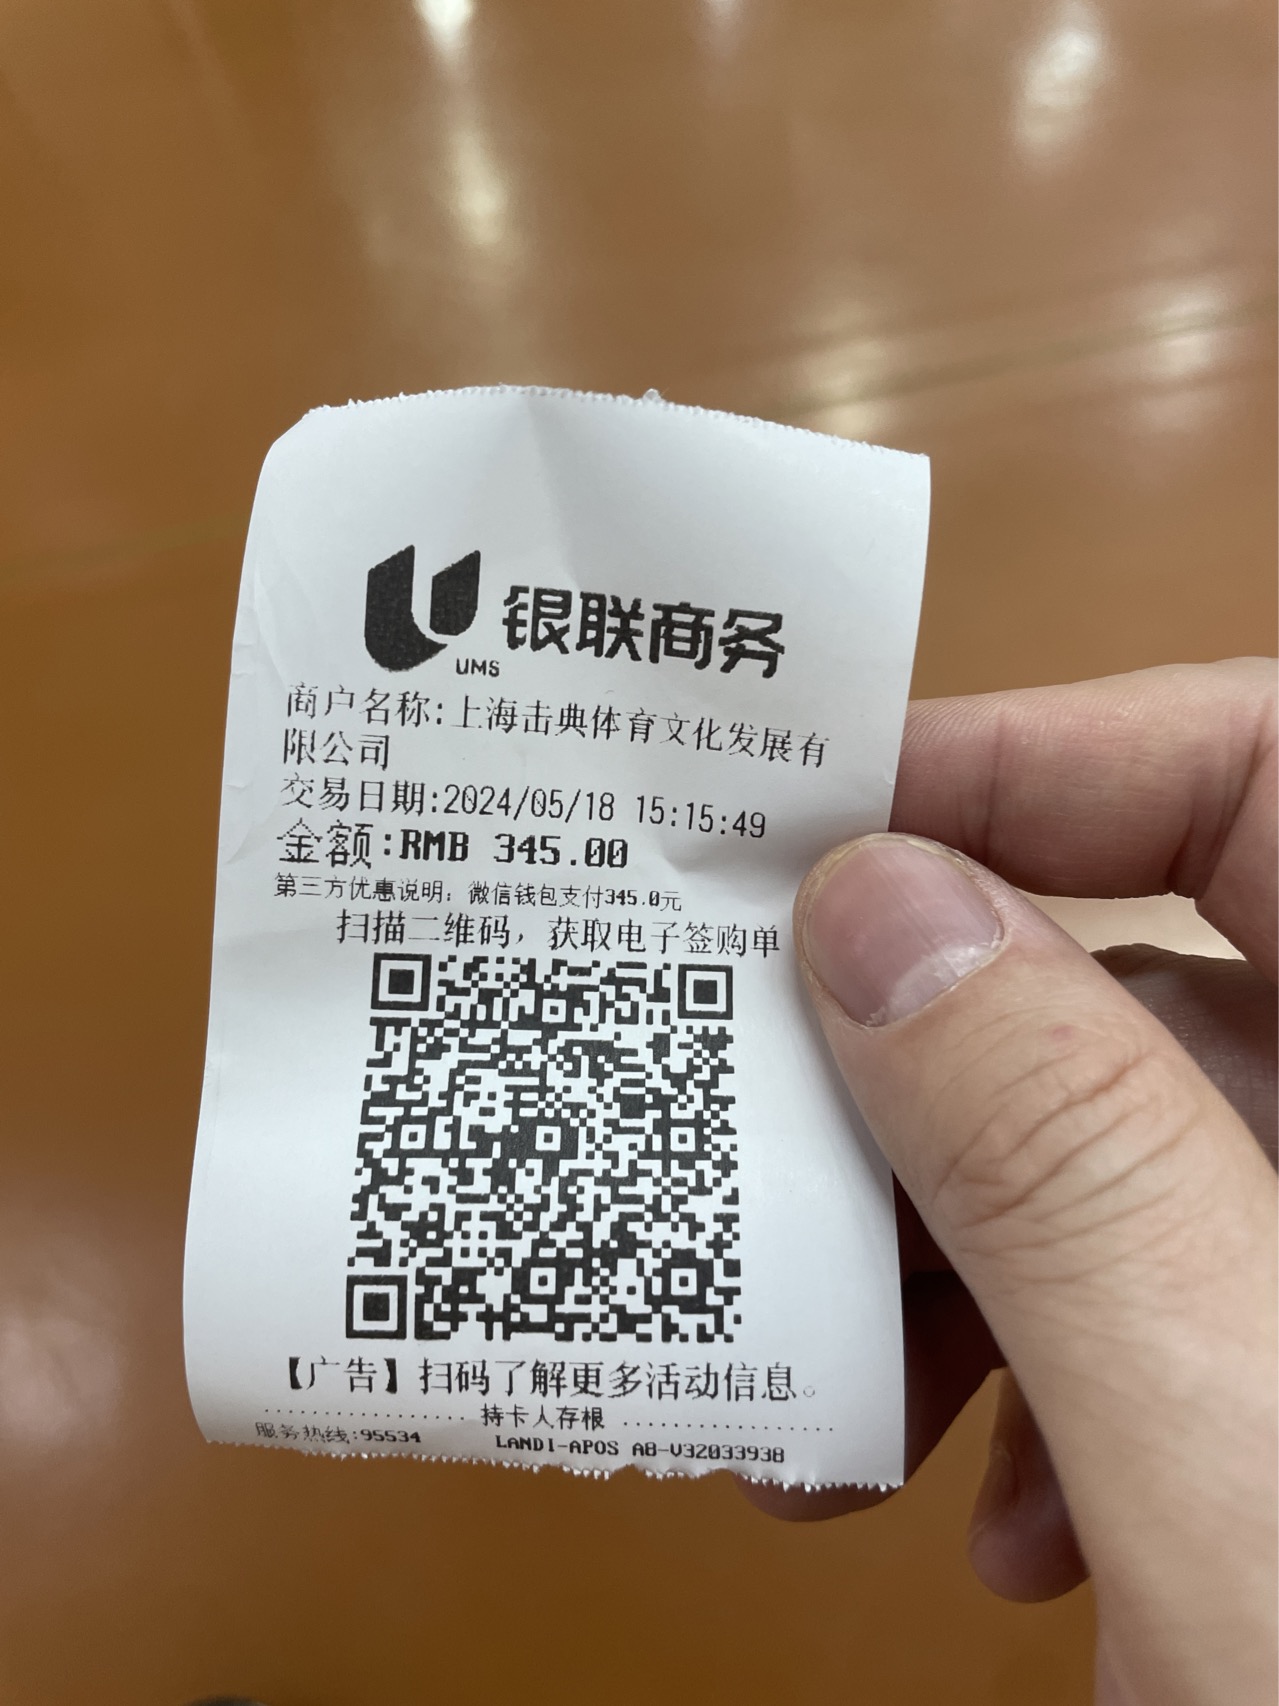 银联商务
UMS
商户名称:上海击典体育文化发展有
限公司
交易日期:2024/05/18 15:15:49
金额:RMB 345.00
第三方优惠说明: 微信钱包支付345.0元
扫描二维码, 获取电子签购单
【广告】扫码了解更多活动信息。
持卡人存根
服务热线:95534 LANDI-APOS A8-V32033938